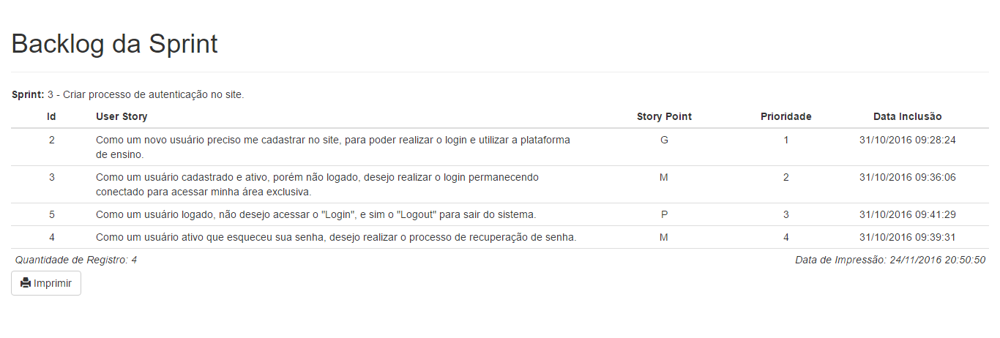 Backlog da Sprint
Sprint: 3 - Criar processo de autenticação no site.
Id User Story Story Point Prioridade Data Inclusão
2 Como um novo usuário preciso me cadastrar no site, para poder realizar o login e utilizar a plataforma G 1 31/10/2016 09:28:24
de ensino.
3 Como um usuário cadastrado e ativo, porém não logado, desejo realizar o login permanecendo M 2 31/10/2016 09:36:06
conectado para acessar minha área exclusiva.
5 Como um usuário logado, não desejo acessar o "Login", e sim o "Logout" para sair do sistema. P 3 31/10/2016 09:41:29
4 Como um usuário ativo que esqueceu sua senha, desejo realizar o processo de recuperação de senha. M 4 31/10/2016 09:39:31
Quantidade de Registro: 4 Data de Impressão: 24/11/2016 20:50:50
Imprimir